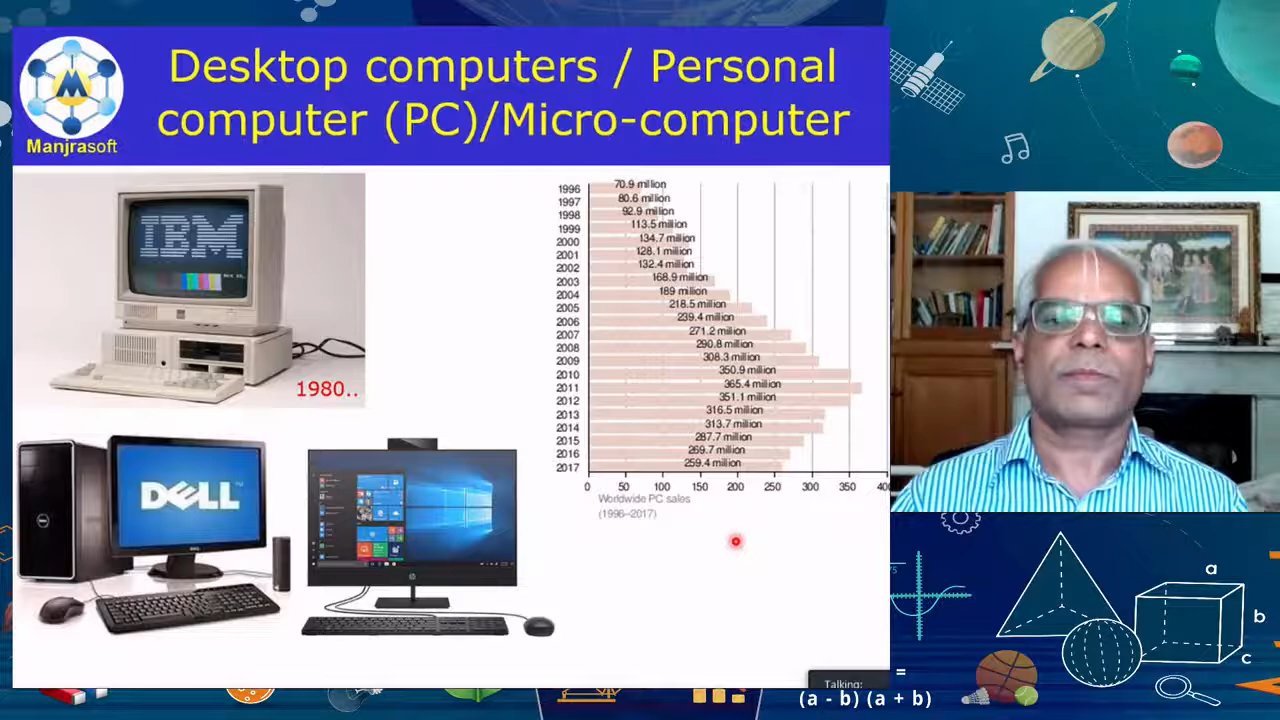 Desktop computers / Personal
computer (PC)/Micro-computer
Manjrasoft
IBM
1980..
DELL
1996 70.9 million
1997 80.6 million
1998 92.9 million
1999 113.5 million
2000 134.7 million
2001 128.1 million
2002 132.4 million
2003 168.9 million
2004 189 million
2005 218.5 million
2006 239.4 million
2007 271.2 million
2008 290.8 million
2009 308.3 million
2010 350.9 million
2011 365.4 million
2012 351.1 million
2013 316.5 million
2014 313.7 million
2015 287.7 million
2016 269.7 million
2017 259.4 million
0 50 100 150 200 250 300 350
Worldwide PC sales
(1996–2017)
Talking:
a
b
c
=
(a - b) (a + b)